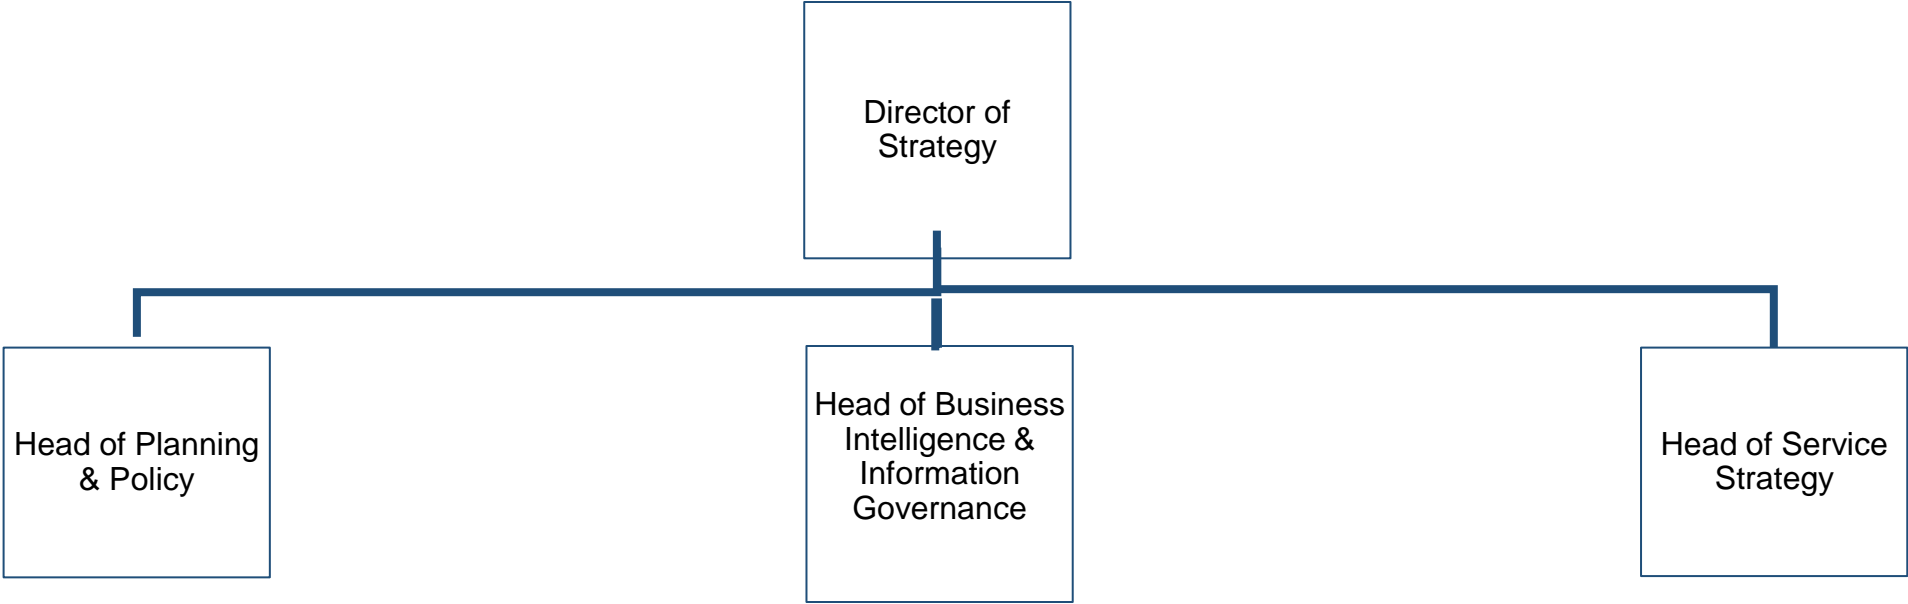 Director of
Strategy
Head of Planning
& Policy
Head of Business
Intelligence &
Information
Governance
Head of Service
Strategy